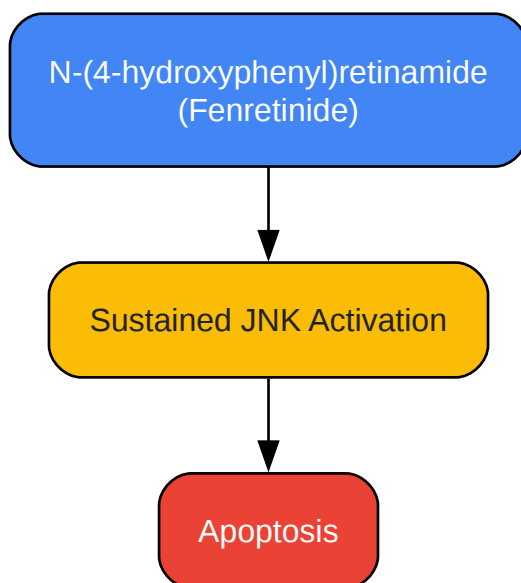 N-(4-hydroxyphenyl)retinamide
(Fenretinide)
Sustained JNK Activation
Apoptosis